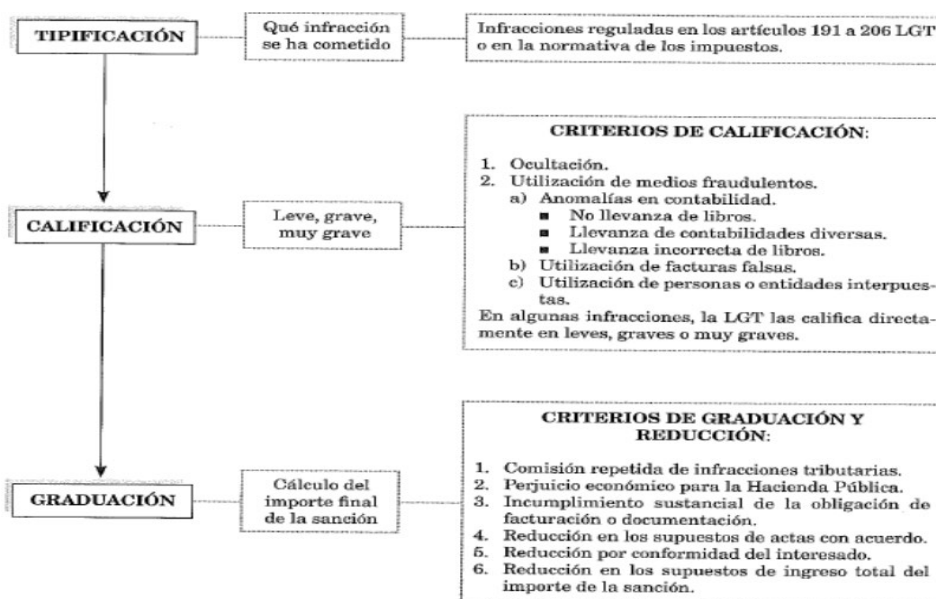 TIPIFICACIÓN
Qué infracción
se ha cometido
Infracciones reguladas en los artículos 191 a 206 LGT
o en la normativa de los impuestos.
CALIFICACIÓN
Leve, grave,
muy grave
CRITERIOS DE CALIFICACIÓN:
1. Ocultación.
2. Utilización de medios fraudulentos.
a) Anomalías en contabilidad.
■ No llevanza de libros.
■ Llevanza de contabilidades diversas.
■ Llevanza incorrecta de libros.
b) Utilización de facturas falsas.
c) Utilización de personas o entidades interpues-
tas.
En algunas infracciones, la LGT las califica directa-
mente en leves, graves o muy graves.
GRADUACIÓN
Cálculo del
importe final
de la sanción
CRITERIOS DE GRADUACIÓN Y
REDUCCIÓN:
1. Comisión repetida de infracciones tributarias.
2. Perjuicio económico para la Hacienda Pública.
3. Incumplimiento sustancial de la obligación de
facturación o documentación.
4. Reducción en los supuestos de actas con acuerdo.
5. Reducción por conformidad del interesado.
6. Reducción en los supuestos de ingreso total del
importe de la sanción.